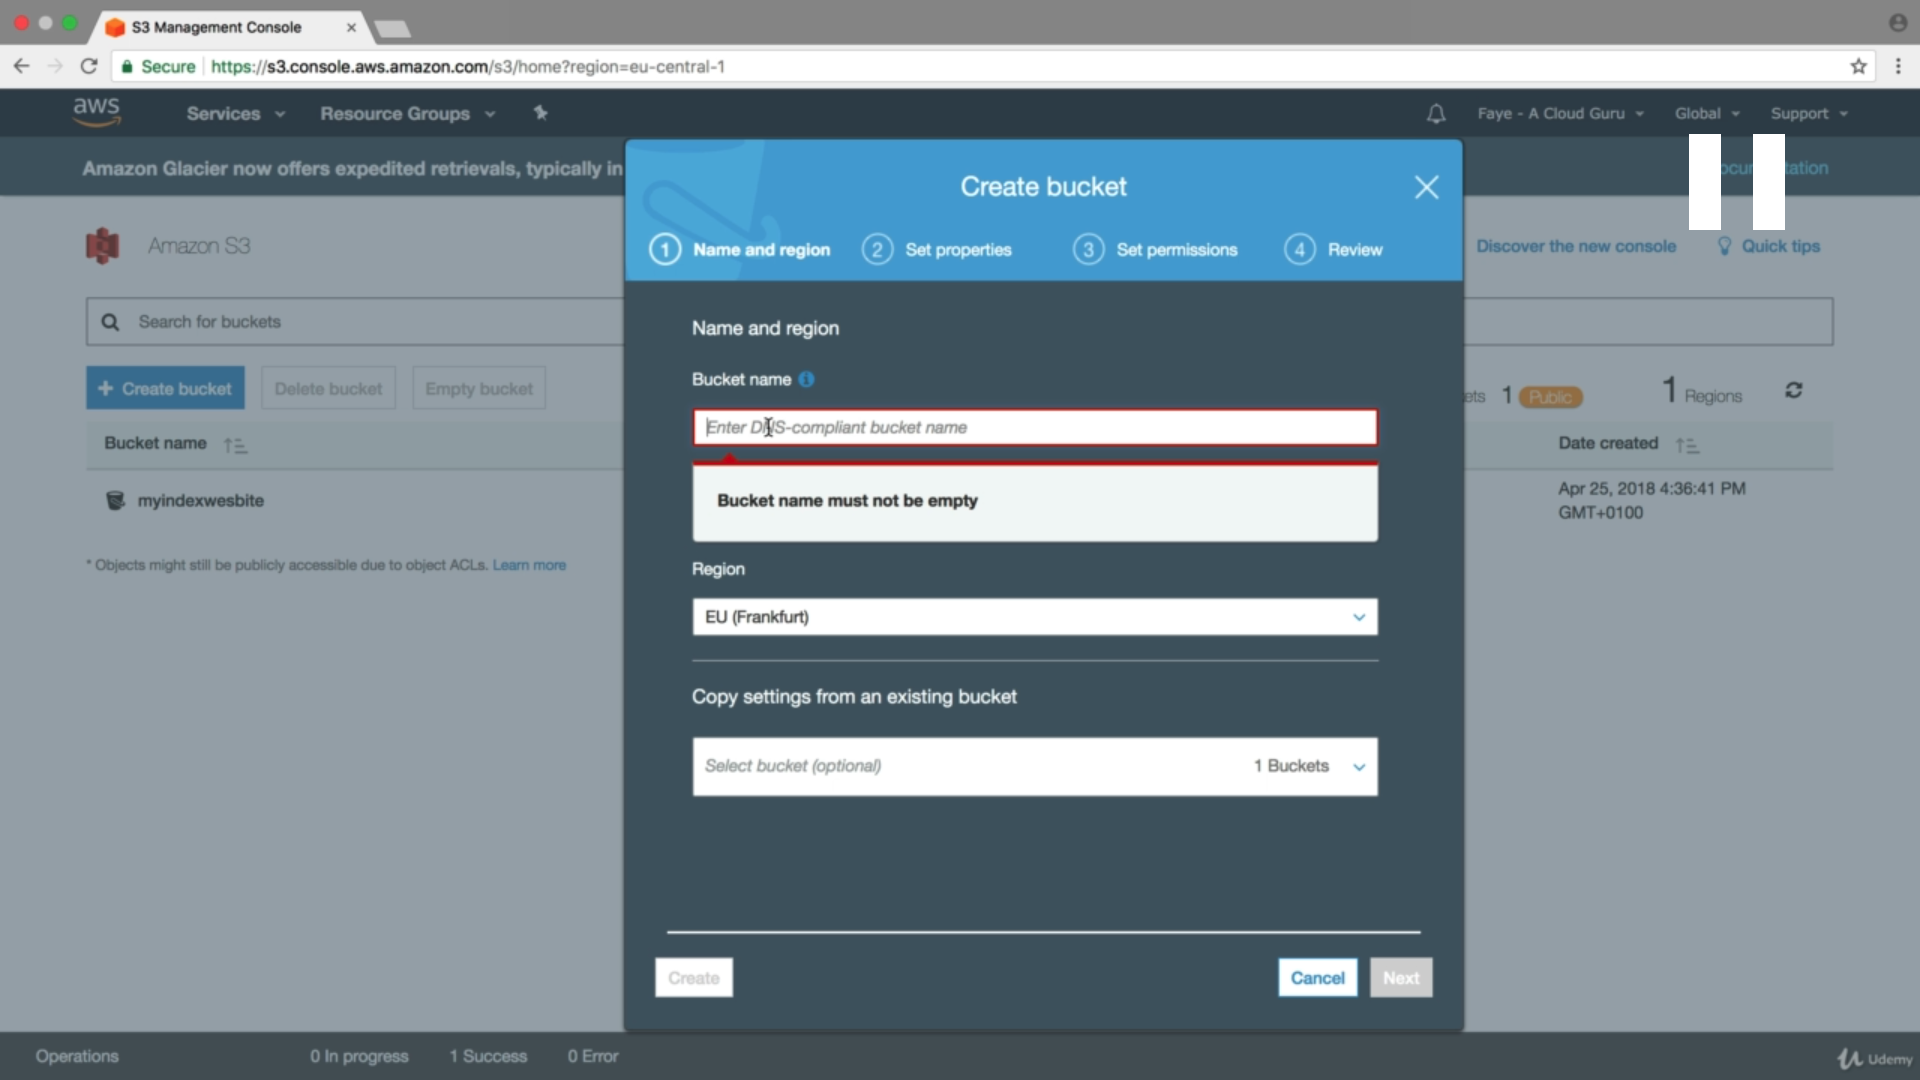 S3 Management Console
Secure https://s3.console.aws.amazon.com/s3/home?region=eu-central-1
aws Services Resource Groups Faye - A Cloud Guru Global Support
Amazon Glacier now offers expedited retrievals, typically in
Create bucket
1 Name and region 2 Set properties 3 Set permissions 4 Review
Amazon S3
Discover the new console Quick tips
Search for buckets
Name and region
Bucket name
Create bucket Delete bucket Empty bucket
1 Public 1 Regions
Enter DNS-compliant bucket name
Bucket name Date created
Bucket name must not be empty
myindexwesbite
Apr 25, 2018 4:36:41 PM
GMT+0100
* Objects might still be publicly accessible due to object ACLs. Learn more
Region
EU (Frankfurt)
Copy settings from an existing bucket
Select bucket (optional) 1 Buckets
Create Cancel Next
Operations 0 In progress 1 Success 0 Error
Udemy